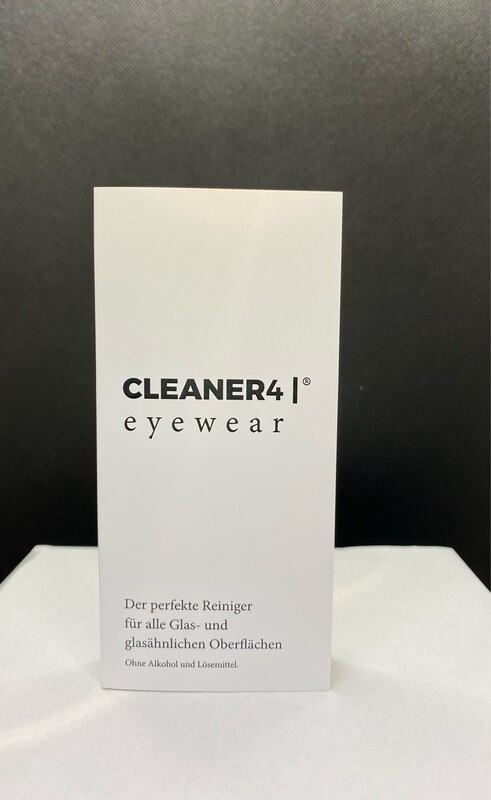 CLEANER4 |®
eyewear
Der perfekte Reiniger
für alle Glas- und
glasähnlichen Oberflächen
Ohne Alkohol und Lösemittel.